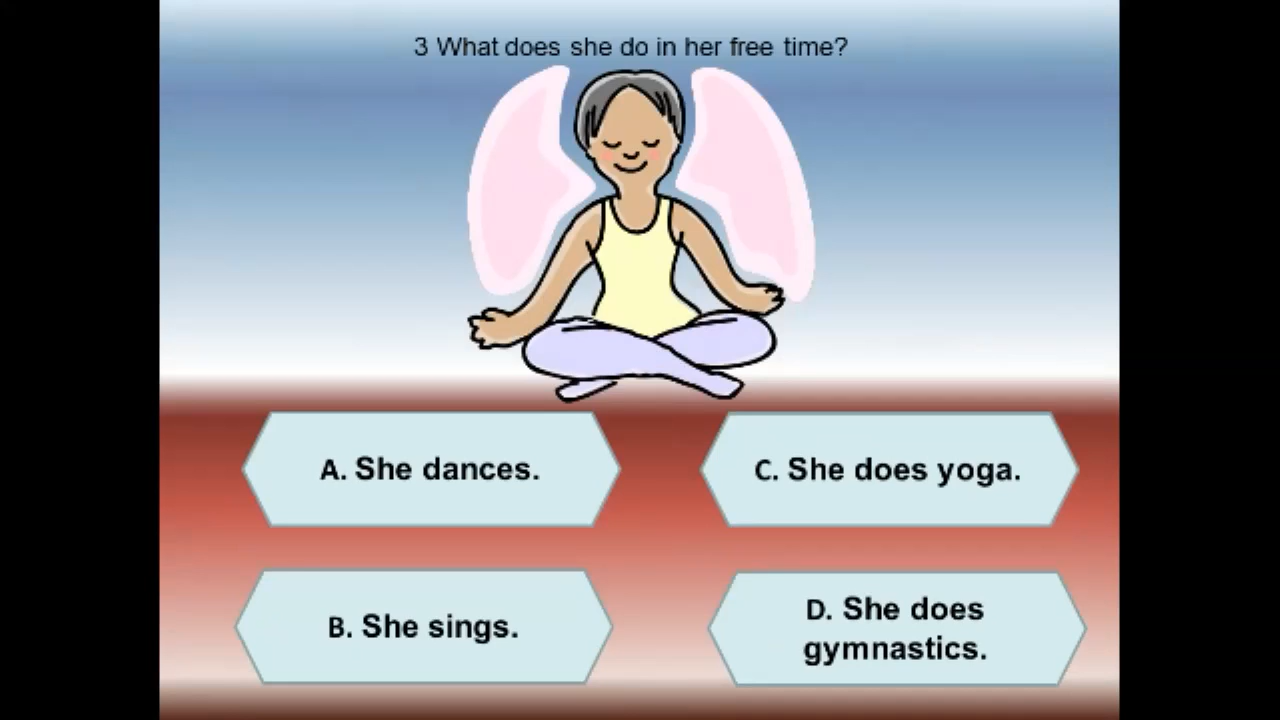 3 What does she do in her free time?
A. She dances.
C. She does yoga.
B. She sings.
D. She does
gymnastics.